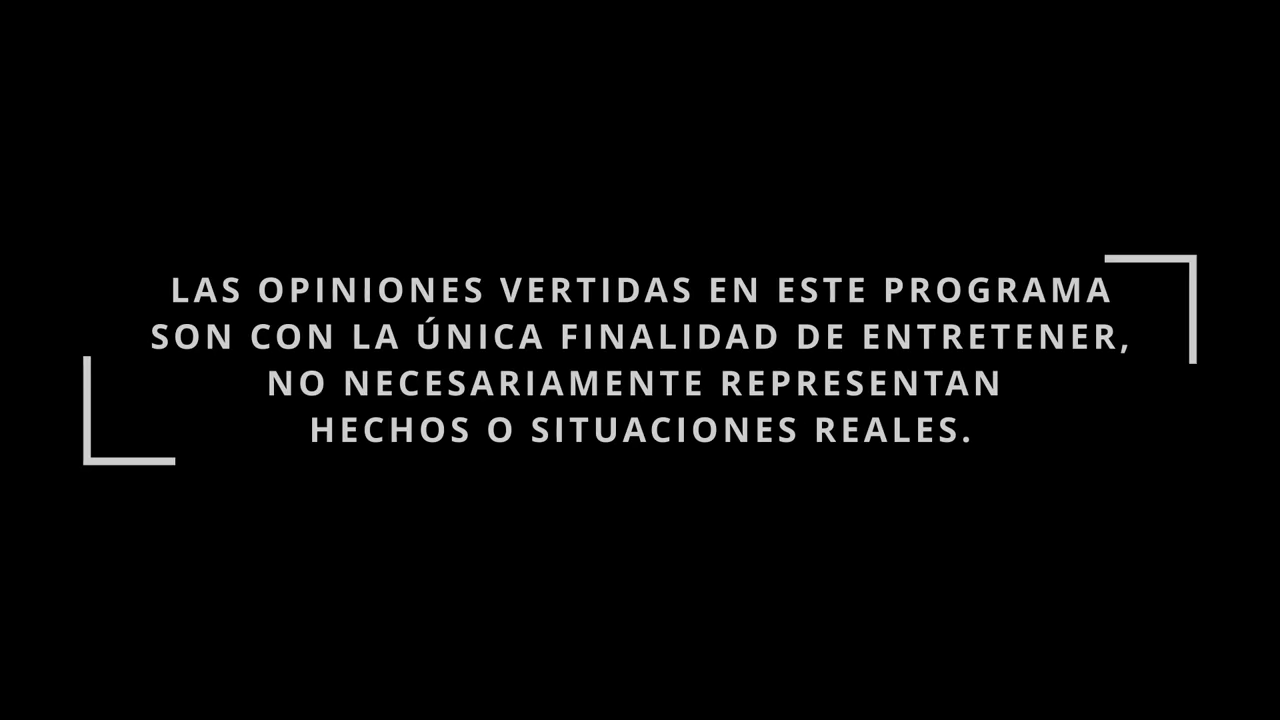 LAS OPINIONES VERTIDAS EN ESTE PROGRAMA
SON CON LA ÚNICA FINALIDAD DE ENTRETENER,
NO NECESARIAMENTE REPRESENTAN
HECHOS O SITUACIONES REALES.